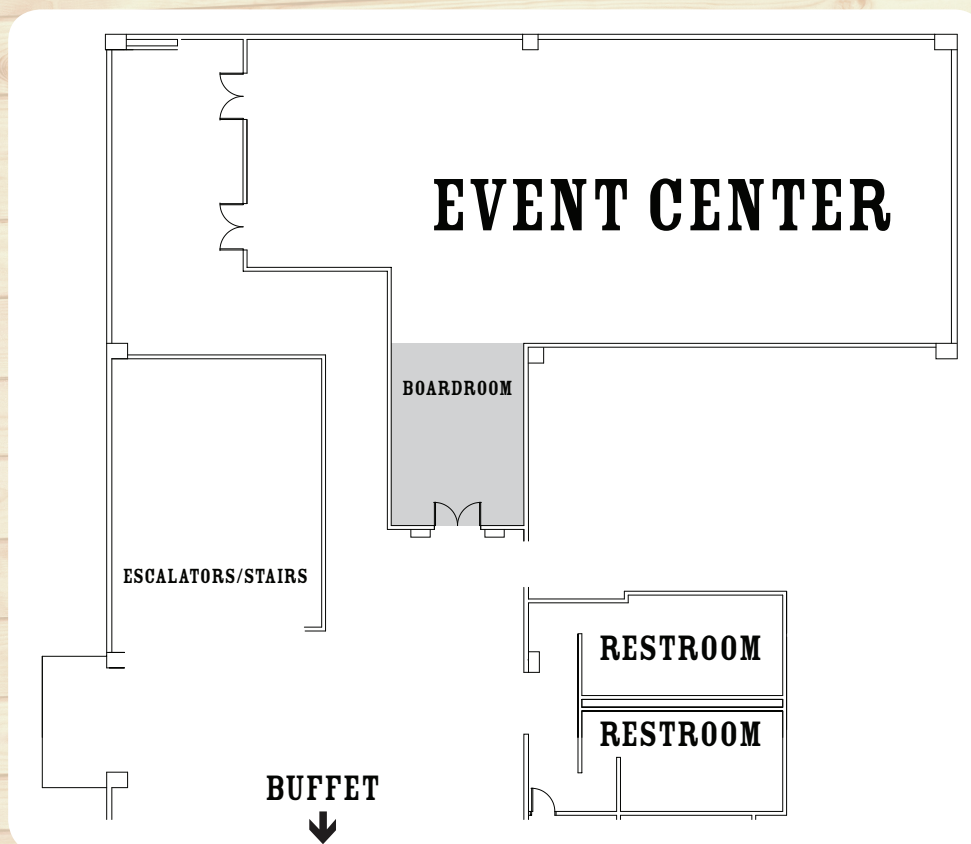 EVENT CENTER
BOARDROOM
ESCALATORS/STAIRS
RESTROOM
RESTROOM
BUFFET